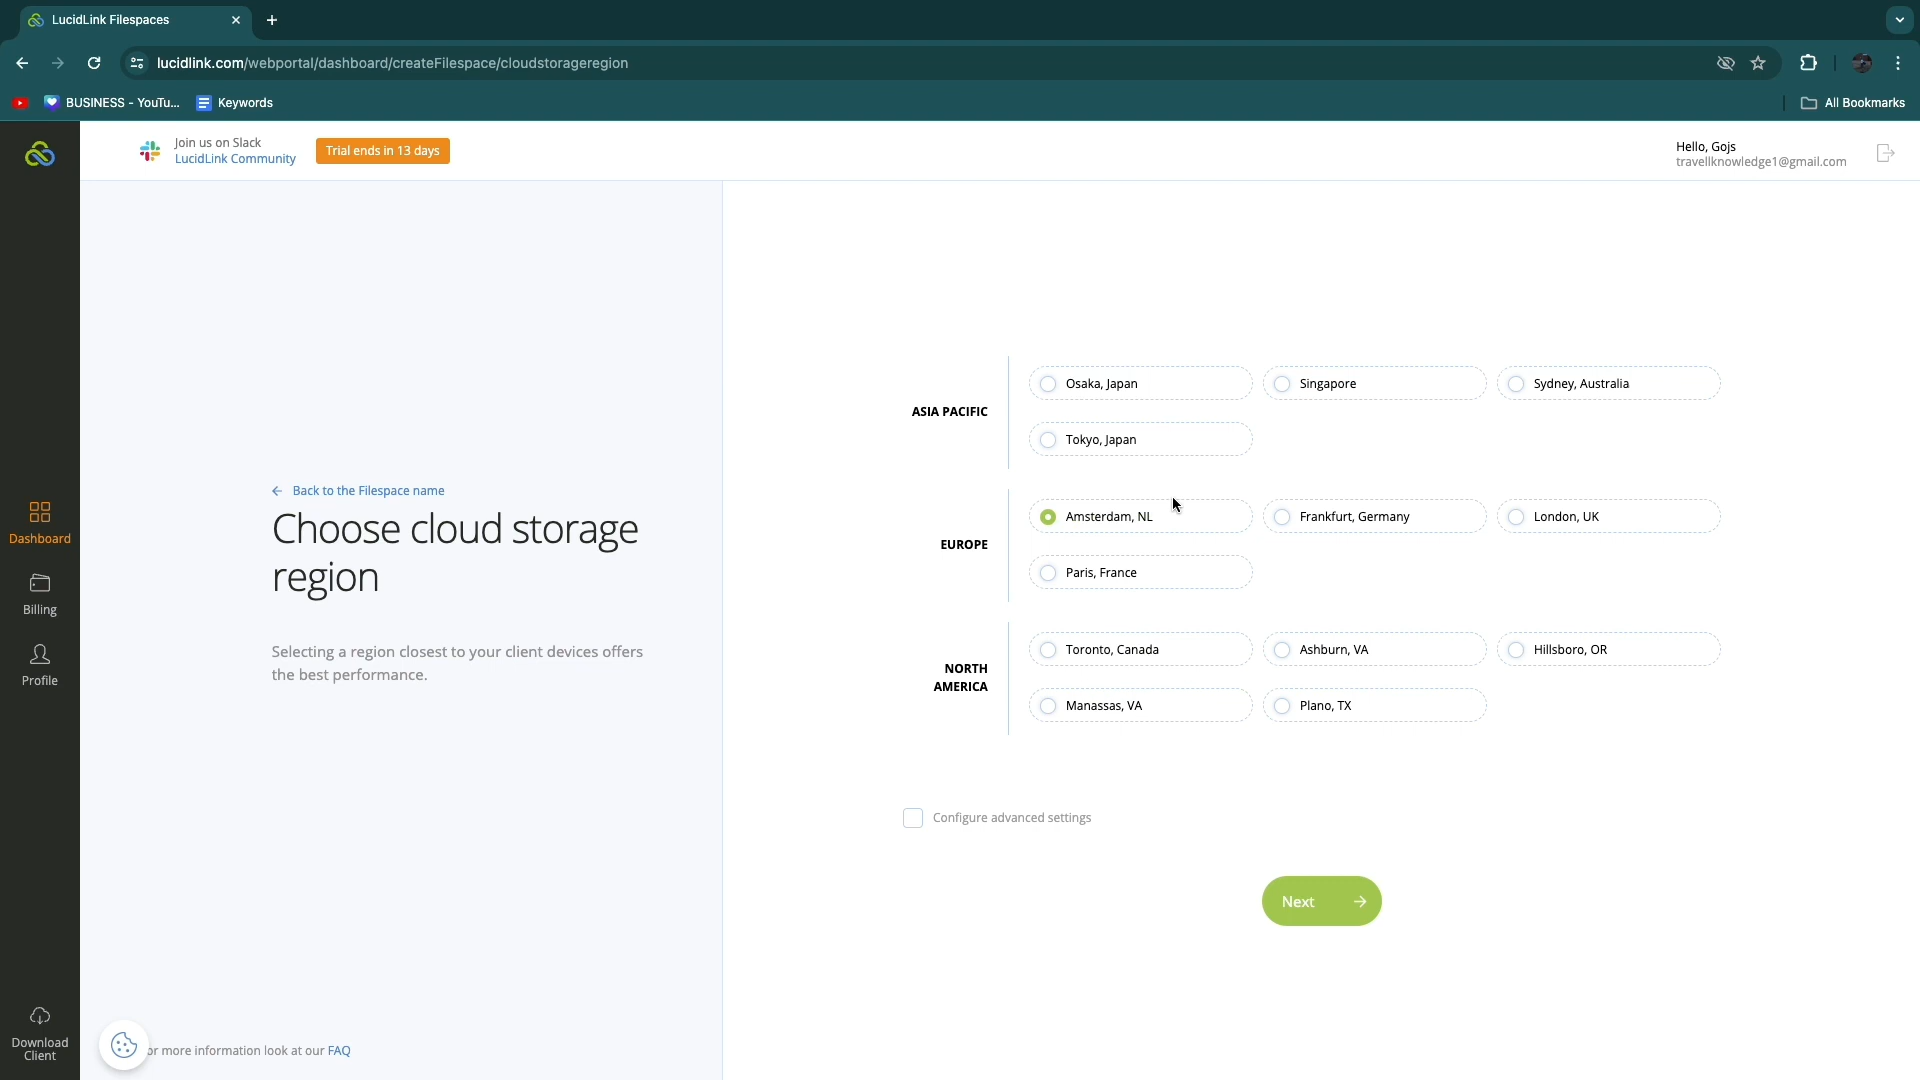 LucidLink Filespaces
lucidlink.com/webportal/dashboard/createFilespace/cloudstorageregion
BUSINESS - YouTu...
Keywords
All Bookmarks
Join us on Slack
LucidLink Community
Trial ends in 13 days
Hello, Gojs
travellknowledge1@gmail.com
Dashboard
Billing
Profile
Download
Client
Back to the Filespace name
Choose cloud storage
region
Selecting a region closest to your client devices offers
the best performance.
or more information look at our FAQ
ASIA PACIFIC
Osaka, Japan
Singapore
Sydney, Australia
Tokyo, Japan
EUROPE
Amsterdam, NL
Frankfurt, Germany
London, UK
Paris, France
NORTH
AMERICA
Toronto, Canada
Ashburn, VA
Hillsboro, OR
Manassas, VA
Plano, TX
Configure advanced settings
Next